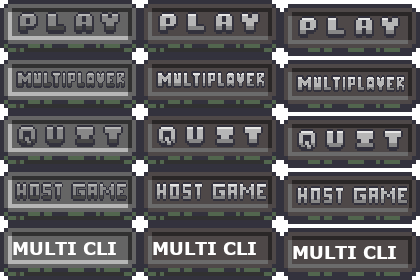 PLAY PLAY PLAY
MULTIPLAYER MULTIPLAYER MULTIPLAYER
QUIT QUIT QUIT
HOST GAME HOST GAME HOST GAME
MULTI CLI MULTI CLI MULTI CLI